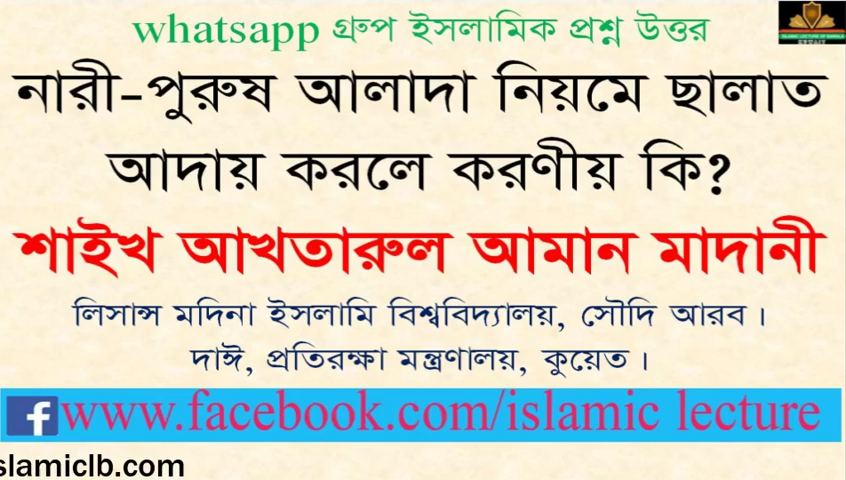 whatsapp গ্রুপ ইসলামিক প্রশ্ন উত্তর
নারী-পুরুষ আলাদা নিয়মে ছালাত
আদায় করলে করণীয় কি?
শাইখ আখতারুল আমান মাদানী
লিসান্স মদিনা ইসলামি বিশ্ববিদ্যালয়, সৌদি আরব।
দাঈ, প্রতিরক্ষা মন্ত্রণালয়, কুয়েত।
f www.facebook.com/islamic lecture
slamiclb.com